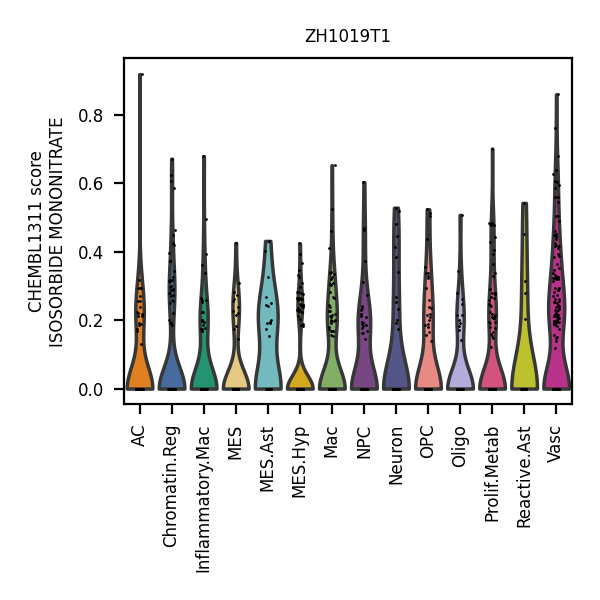 ZH1019T1
CHEMBL1311 score
ISOSORBIDE MONONITRATE
0.8
0.6
0.4
0.2
0.0
AC
Chromatin.Reg
Inflammatory.Mac
MES
MES.Ast
MES.Hyp
Mac
NPC
Neuron
OPC
Oligo
Prolif.Metab
Reactive.Ast
Vasc